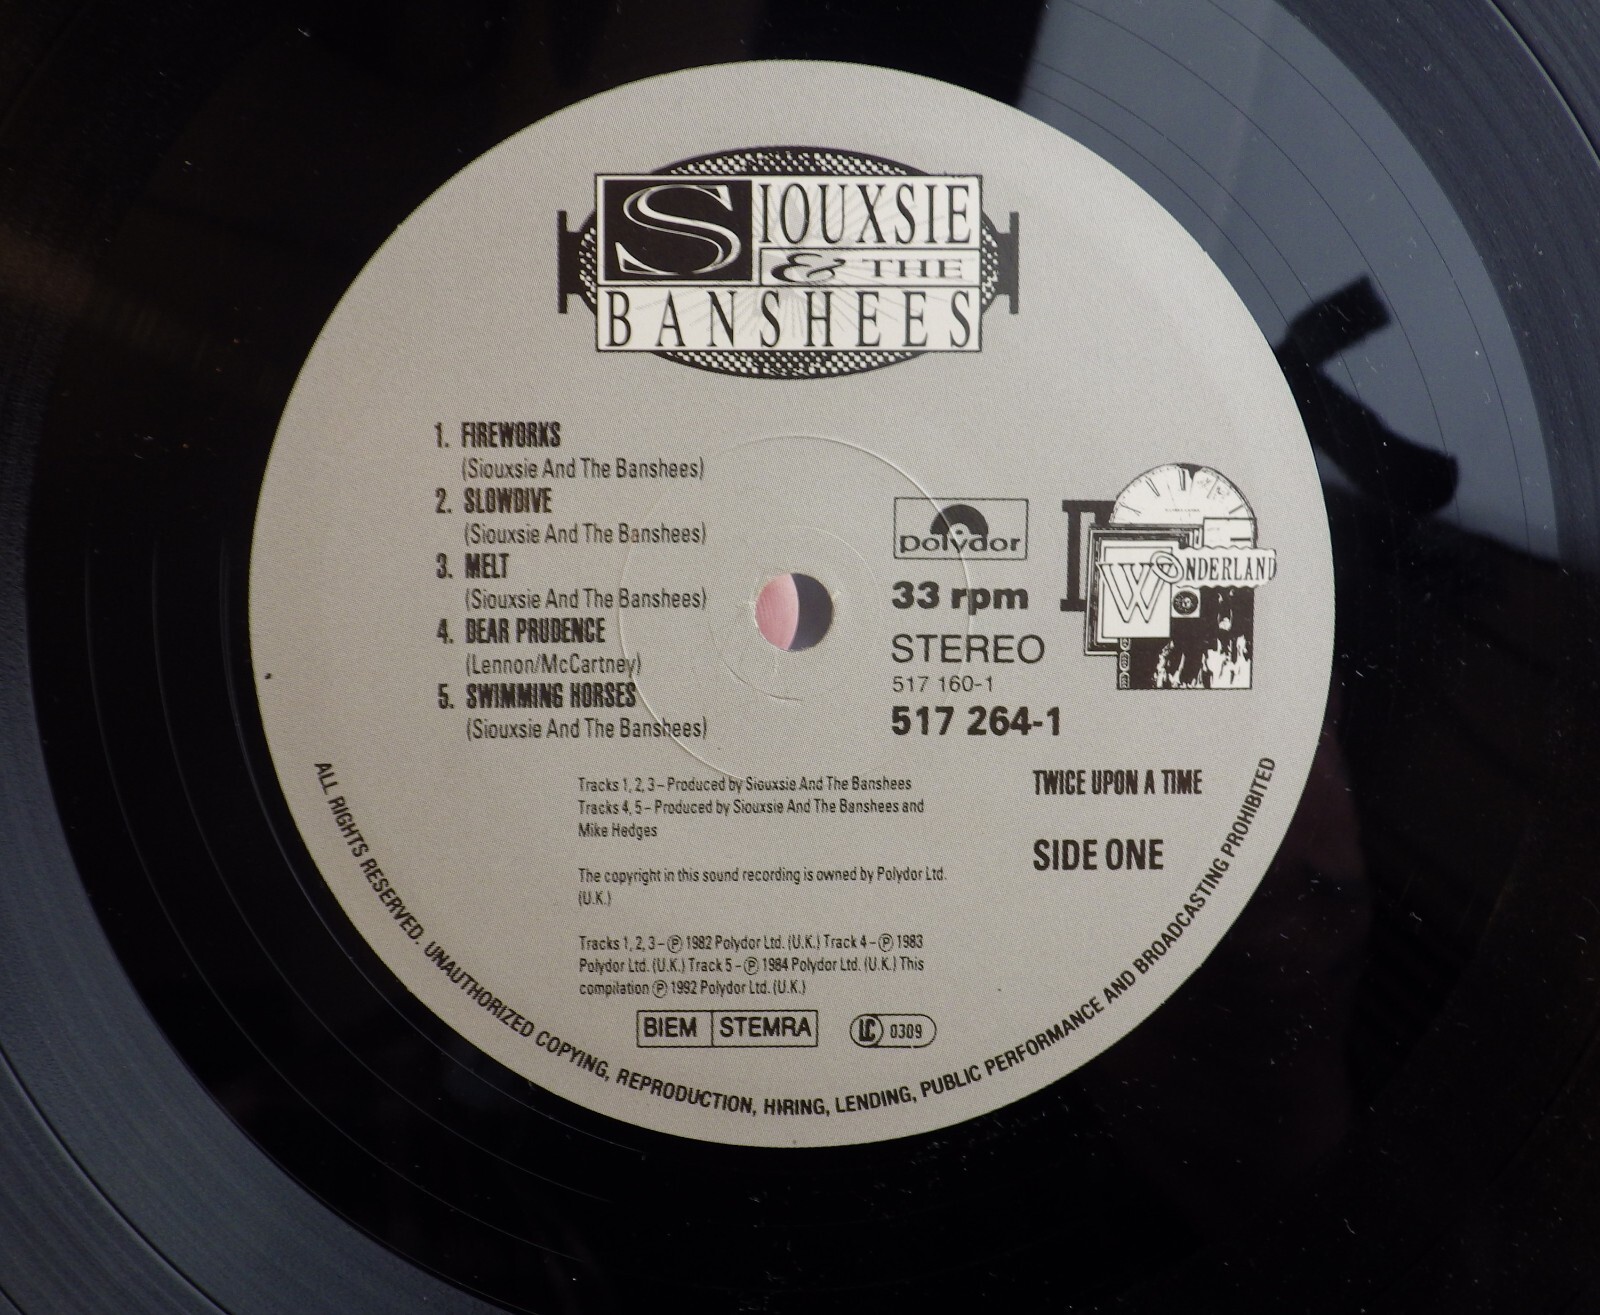 SIOUXSIE
& THE
BANSHEES
1. FIREWORKS
(Siouxsie And The Banshees)
2. SLOWDIVE
(Siouxsie And The Banshees)
3. MELT
(Siouxsie And The Banshees)
4. DEAR PRUDENCE
(Lennon/McCartney)
5. SWIMMING HORSES
(Siouxsie And The Banshees)
polydor
33 rpm
STEREO
517 160-1
517 264-1
WONDERLAND
TWICE UPON A TIME
SIDE ONE
Tracks 1, 2, 3 – Produced by Siouxsie And The Banshees
Tracks 4, 5 – Produced by Siouxsie And The Banshees and
Mike Hedges
The copyright in this sound recording is owned by Polydor Ltd.
(U.K.)
Tracks 1, 2, 3 – ℗ 1982 Polydor Ltd. (U.K.) Track 4 – ℗ 1983
Polydor Ltd. (U.K.) Track 5 – ℗ 1984 Polydor Ltd. (U.K.) This
compilation ℗ 1992 Polydor Ltd. (U.K.)
BIEM STEMRA LC 0309
ALL RIGHTS RESERVED. UNAUTHORIZED COPYING, REPRODUCTION, HIRING, LENDING, PUBLIC PERFORMANCE AND BROADCASTING PROHIBITED